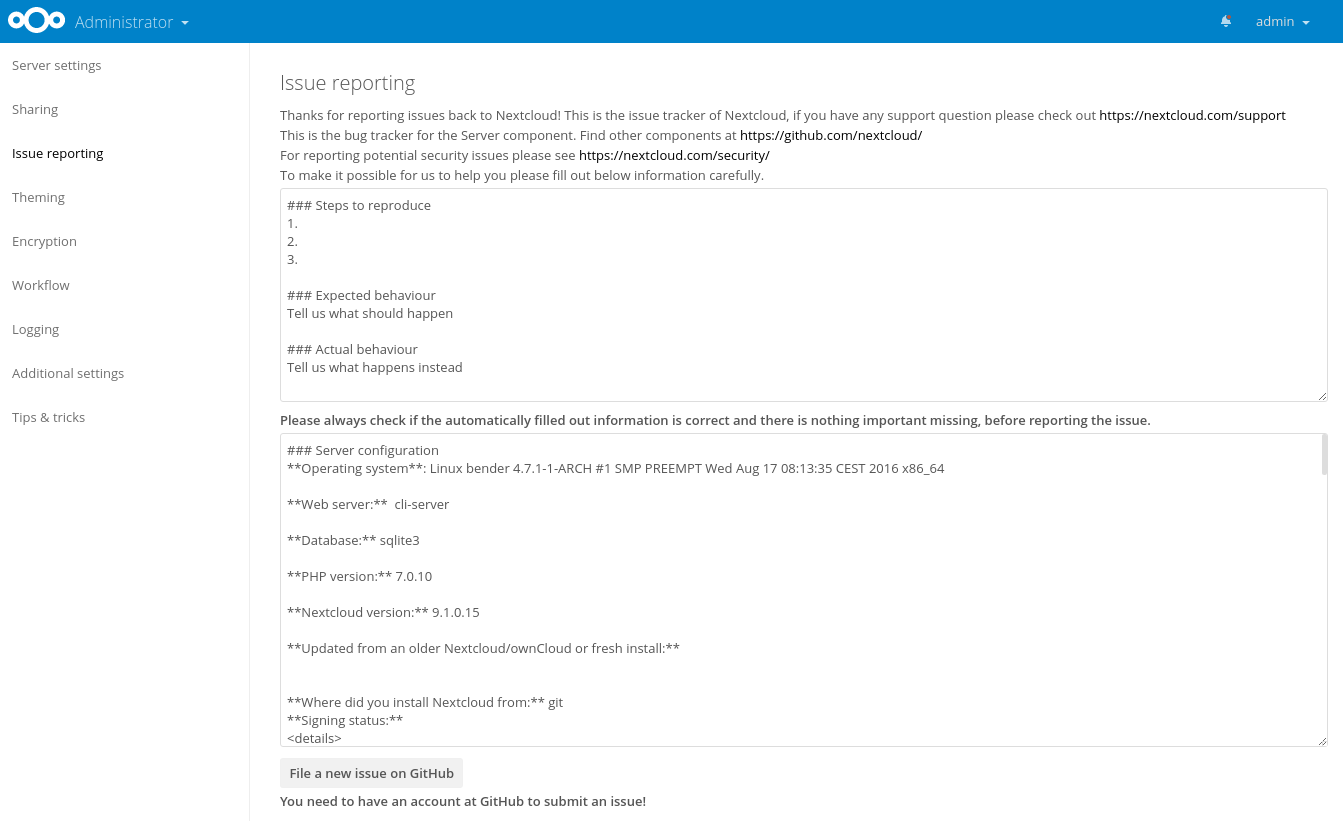 Administrator
admin
Server settings
Sharing
Issue reporting
Theming
Encryption
Workflow
Logging
Additional settings
Tips & tricks
Issue reporting
Thanks for reporting issues back to Nextcloud! This is the issue tracker of Nextcloud, if you have any support question please check out https://nextcloud.com/support
This is the bug tracker for the Server component. Find other components at https://github.com/nextcloud/
For reporting potential security issues please see https://nextcloud.com/security/
To make it possible for us to help you please fill out below information carefully.
### Steps to reproduce
1.
2.
3.
### Expected behaviour
Tell us what should happen
### Actual behaviour
Tell us what happens instead
Please always check if the automatically filled out information is correct and there is nothing important missing, before reporting the issue.
### Server configuration
**Operating system**: Linux bender 4.7.1-1-ARCH #1 SMP PREEMPT Wed Aug 17 08:13:35 CEST 2016 x86_64
**Web server:**  cli-server
**Database:** sqlite3
**PHP version:** 7.0.10
**Nextcloud version:** 9.1.0.15
**Updated from an older Nextcloud/ownCloud or fresh install:**
**Where did you install Nextcloud from:** git
**Signing status:**
<details>
File a new issue on GitHub
You need to have an account at GitHub to submit an issue!